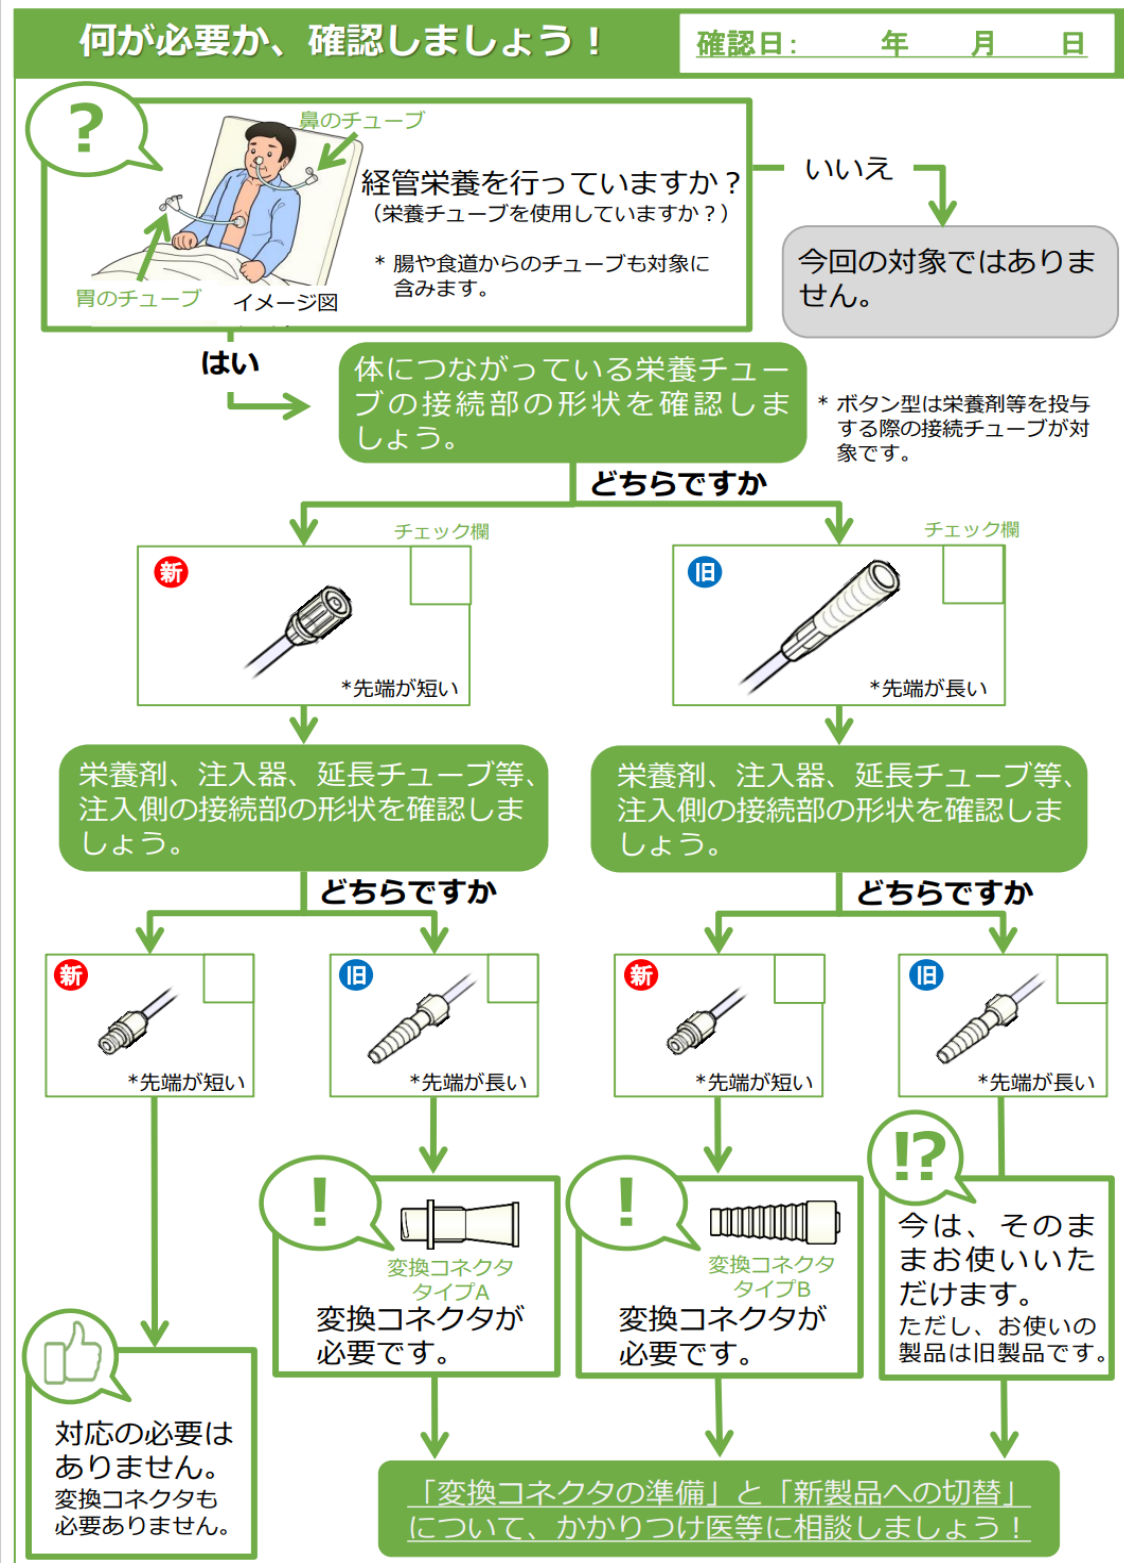 何が必要か、確認しましょう！
確認日： 年 月 日
?
鼻のチューブ
経管栄養を行っていますか？
（栄養チューブを使用していますか？）
* 腸や食道からのチューブも対象に
含みます。
胃のチューブ
イメージ図
いいえ
今回の対象ではありま
せん。
はい
体につながっている栄養チュー
ブの接続部の形状を確認しま
しょう。
* ボタン型は栄養剤等を投与
する際の接続チューブが対
象です。
どちらですか
チェック欄
新
*先端が短い
チェック欄
旧
*先端が長い
栄養剤、注入器、延長チューブ等、
注入側の接続部の形状を確認しま
しょう。
栄養剤、注入器、延長チューブ等、
注入側の接続部の形状を確認しま
しょう。
どちらですか
どちらですか
新
*先端が短い
旧
*先端が長い
新
*先端が短い
旧
*先端が長い
!
変換コネクタ
タイプA
変換コネクタが
必要です。
!
変換コネクタ
タイプB
変換コネクタが
必要です。
!?
今は、そのま
まお使いいた
だけます。
ただし、お使いの
製品は旧製品です。
対応の必要は
ありません。
変換コネクタも
必要ありません。
「変換コネクタの準備」と「新製品への切替」
について、かかりつけ医等に相談しましょう！